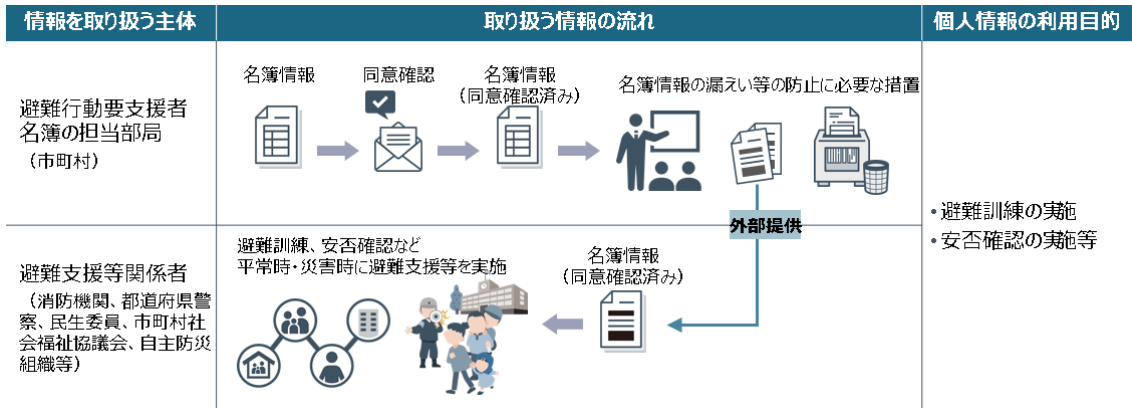 情報を取り扱う主体
取り扱う情報の流れ
個人情報の利用目的
避難行動要支援者
名簿の担当部局
（市町村）
名簿情報
同意確認
名簿情報
（同意確認済み）
名簿情報の漏えい等の防止に必要な措置
外部提供
避難支援等関係者
（消防機関、都道府県警
察、民生委員、市町村社
会福祉協議会、自主防災
組織等）
避難訓練、安否確認など
平常時・災害時に避難支援等を実施
名簿情報
（同意確認済み）
・避難訓練の実施
・安否確認の実施等